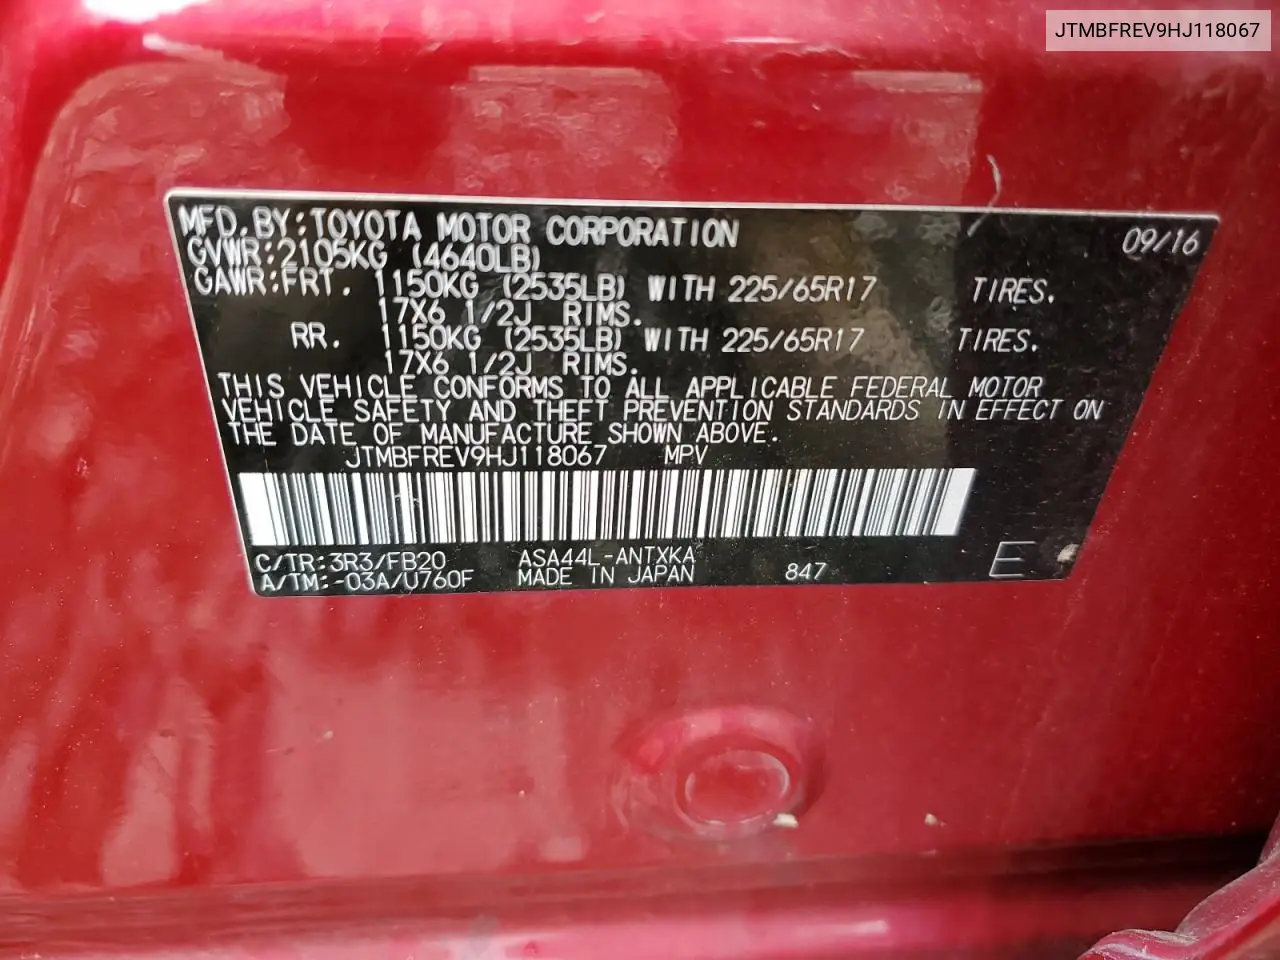 JTMBFREV9HJ118067
MFD.BY:TOYOTA MOTOR CORPORATION 09/16
GVWR:2105KG (4640LB)
GAWR:FRT. 1150KG (2535LB) WITH 225/65R17 TIRES.
17X6 1/2J RIMS.
RR. 1150KG (2535LB) WITH 225/65R17 TIRES.
17X6 1/2J RIMS.
THIS VEHICLE CONFORMS TO ALL APPLICABLE FEDERAL MOTOR
VEHICLE SAFETY AND THEFT PREVENTION STANDARDS IN EFFECT ON
THE DATE OF MANUFACTURE SHOWN ABOVE.
JTMBFREV9HJ118067 MPV
C/TR:3R3/FB20 ASA44L-ANTXKA
A/TM:-03A/U760F MADE IN JAPAN 847 E